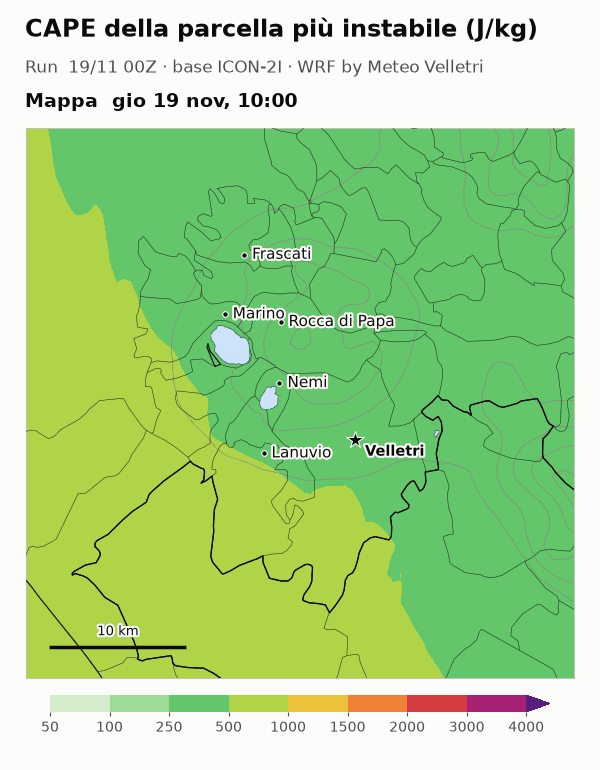 CAPE della parcella più instabile (J/kg)
Run  19/11 00Z · base ICON-2I · WRF by Meteo Velletri
Mappa  gio 19 nov, 10:00
Frascati
Marino
Rocca di Papa
Nemi
Velletri
Lanuvio
10 km
50 100 250 500 1000 1500 2000 3000 4000